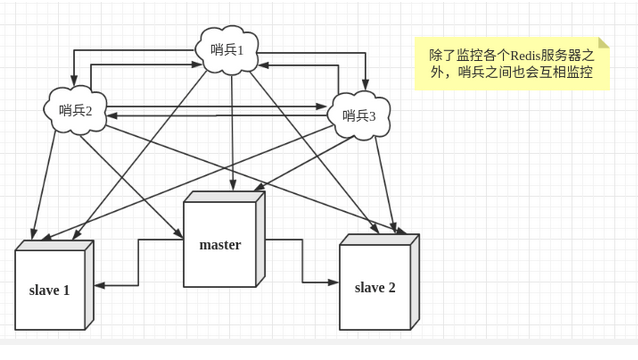 哨兵1
除了监控各个Redis服务器之
外，哨兵之间也会互相监控
哨兵2
哨兵3
master
slave 1
slave 2